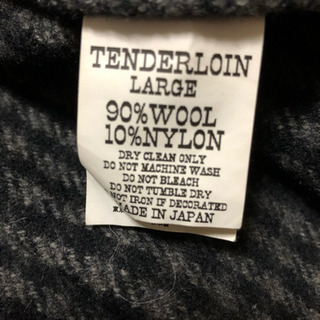 TENDERLOIN
LARGE
90%WOOL
10%NYLON
DRY CLEAN ONLY
DO NOT MACHINE WASH
DO NOT BLEACH
DO NOT TUMBLE DRY
NOT IRON IF DECORATED
MADE IN JAPAN